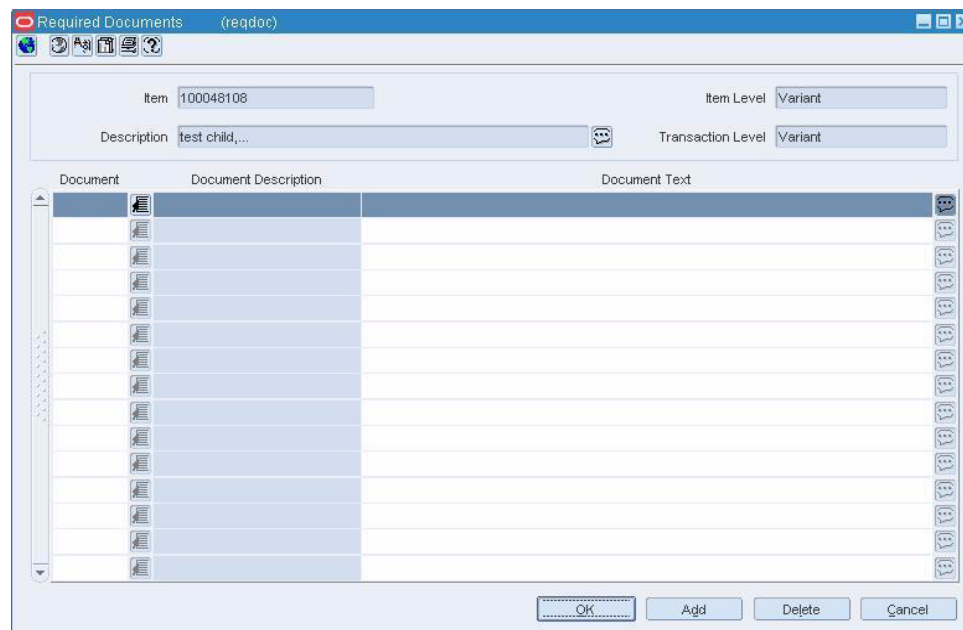 Required Documents (reqdoc)
Item 100048108 Item Level Variant
Description test child,... Transaction Level Variant
Document Document Description Document Text
OK Add Delete Cancel